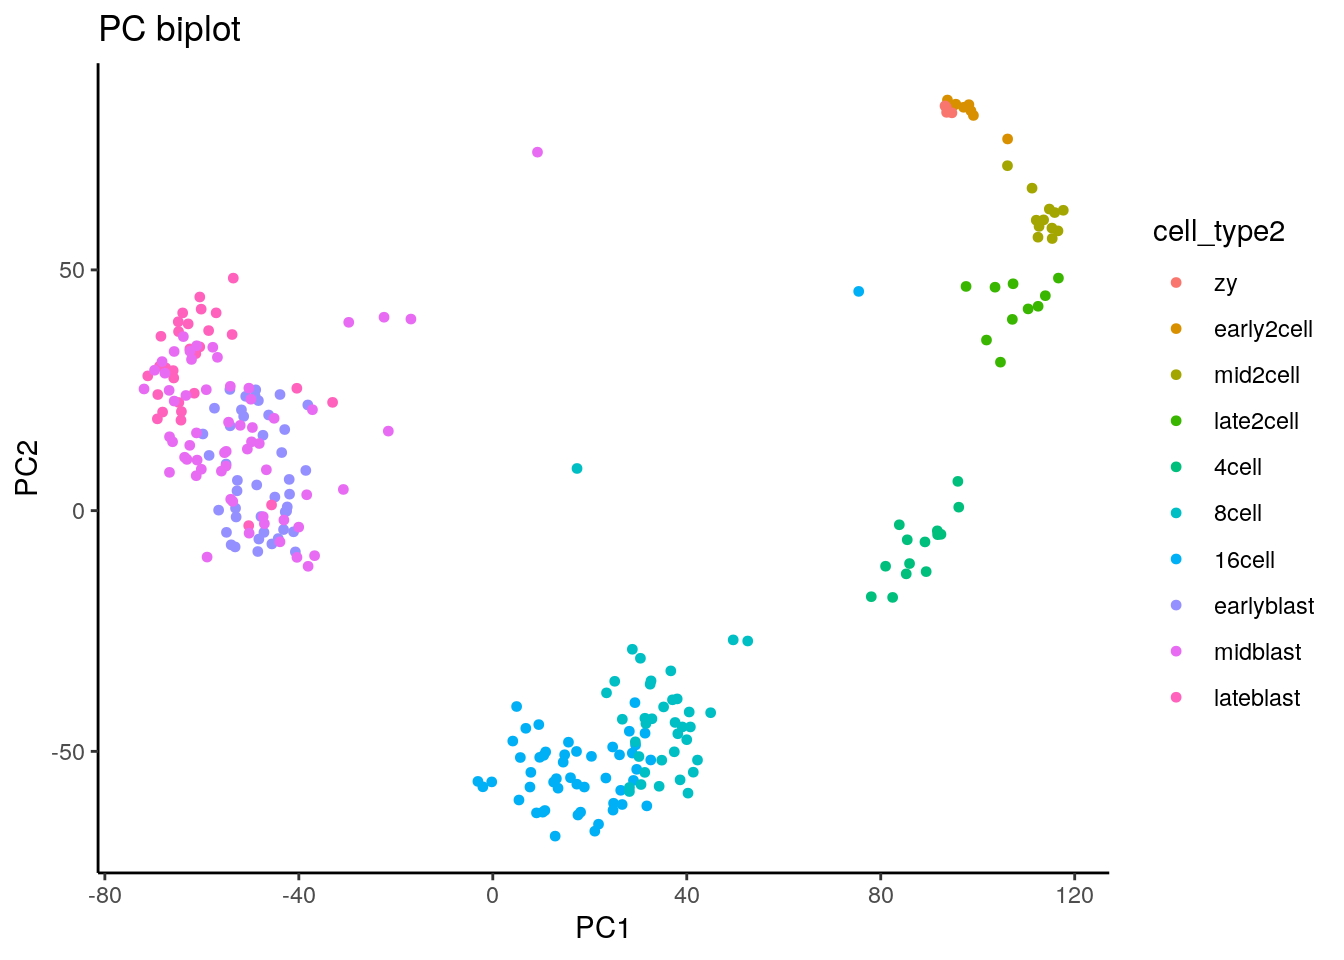 PC biplot
PC2
50
0
-50
-80
-40
0
40
80
120
PC1
cell_type2
zy
early2cell
mid2cell
late2cell
4cell
8cell
16cell
earlyblast
midblast
lateblast